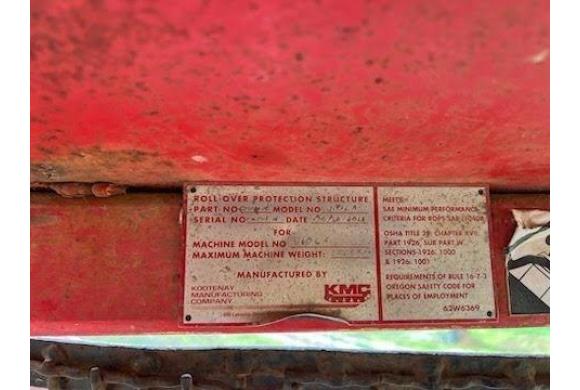 ROLL OVER PROTECTION STRUCTURE
PART NO MODEL NO
SERIAL NO DATE
FOR
MACHINE MODEL NO
MAXIMUM MACHINE WEIGHT:
MANUFACTURED BY
KOOTENAY
MANUFACTURING
COMPANY
KMC
MEETS:
SAE MINIMUM PERFORMANCE
CRITERIA FOR ROPS SAE J1040B
OSHA TITLE 29, CHAPTER XVII,
PART 1926, SUB PART W,
SECTIONS 1926, 1000
& 1926, 1001
REQUIREMENTS OF RULE 16-7-3
OREGON SAFETY CODE FOR
PLACES OF EMPLOYMENT
63W6369